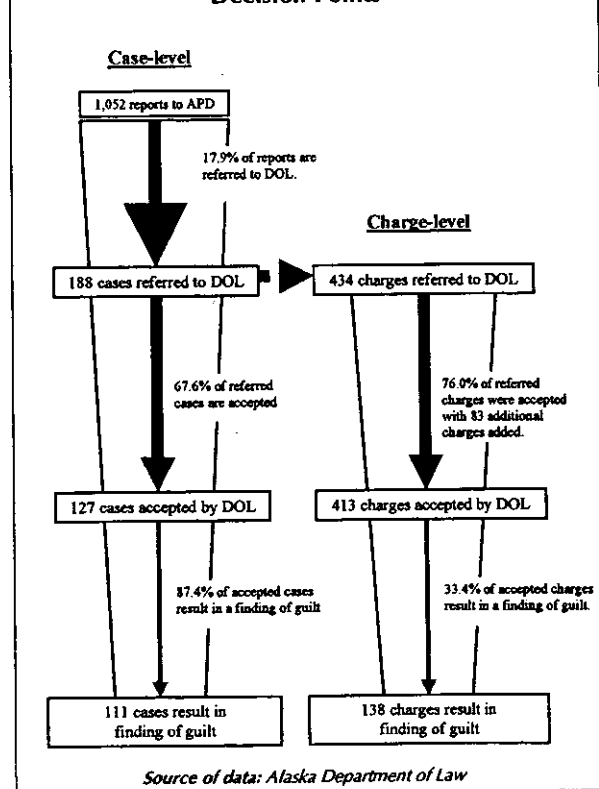 Decision Points
Case-level
1,052 reports to APD
17.9% of reports are
referred to DOL.
188 cases referred to DOL
67.6% of referred
cases are accepted
127 cases accepted by DOL
87.4% of accepted cases
result in a finding of guilt
111 cases result in
finding of guilt
Charge-level
434 charges referred to DOL
76.0% of referred
charges were accepted
with 83 additional
charges added.
413 charges accepted by DOL
33.4% of accepted charges
result in a finding of guilt.
138 charges result in
finding of guilt
Source of data: Alaska Department of Law